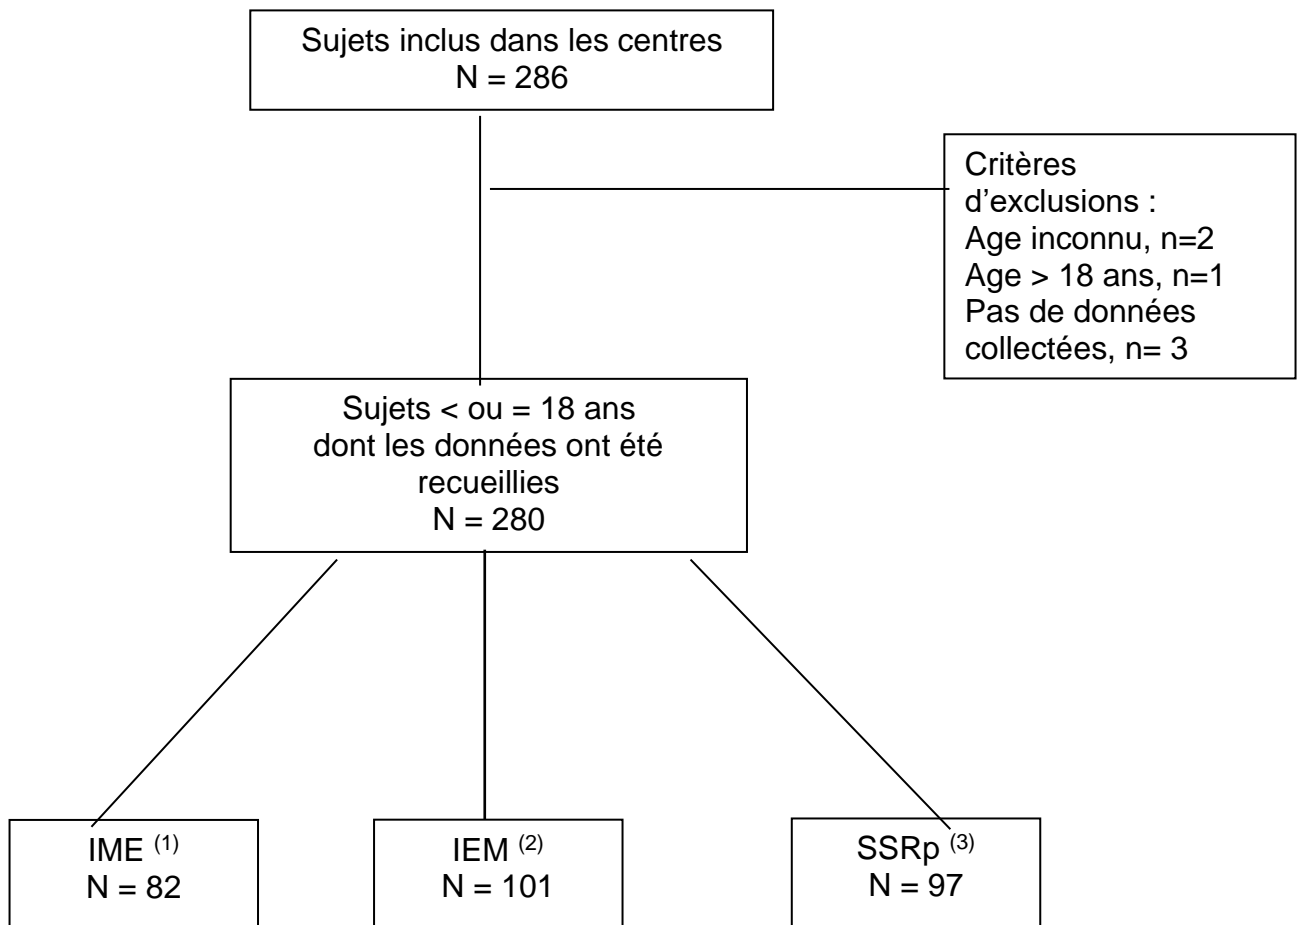 Sujets inclus dans les centres
N = 286
Critères
d’exclusions :
Age inconnu, n=2
Age > 18 ans, n=1
Pas de données
collectées, n= 3
Sujets < ou = 18 ans
dont les données ont été
recueillies
N = 280
IME (1)
N = 82
IEM (2)
N = 101
SSRp (3)
N = 97